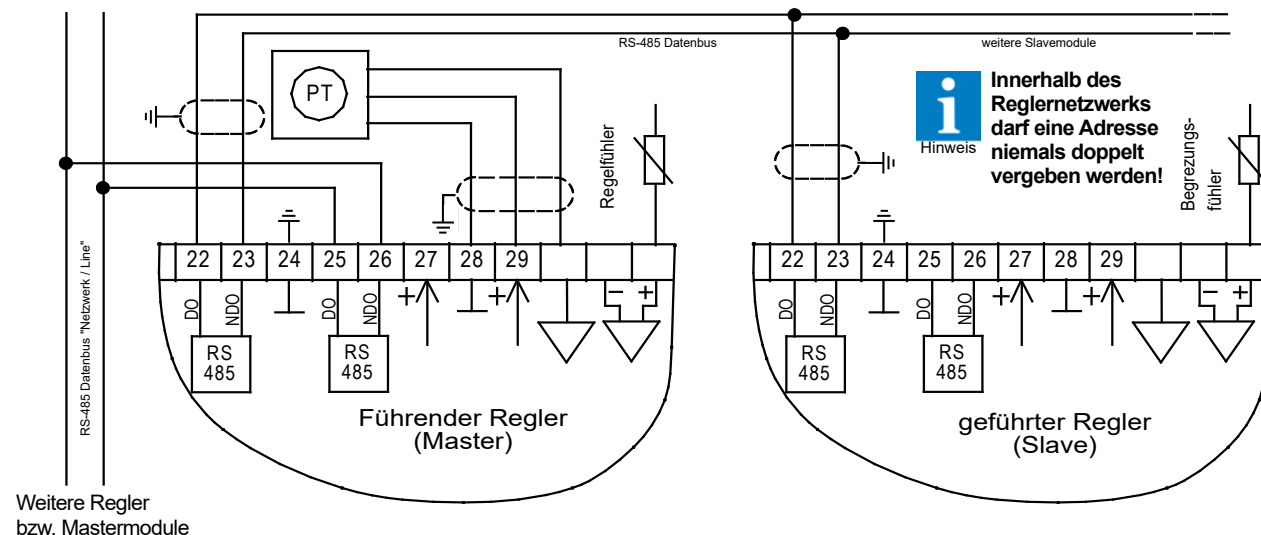 RS-485 Datenbus
weitere Slavemodule
PT
Regelfühler
i
Hinweis
Innerhalb des
Reglernetzwerks
darf eine Adresse
niemals doppelt
vergeben werden!
Begrezungs-
fühler
RS-485 Datenbus "Netzwerk / Line"
22 23 24 25 26 27 28 29
DO NDO DO NDO + + − +
RS
485
RS
485
Führender Regler
(Master)
22 23 24 25 26 27 28 29
DO NDO DO NDO + + − +
RS
485
RS
485
geführter Regler
(Slave)
Weitere Regler
bzw. Mastermodule